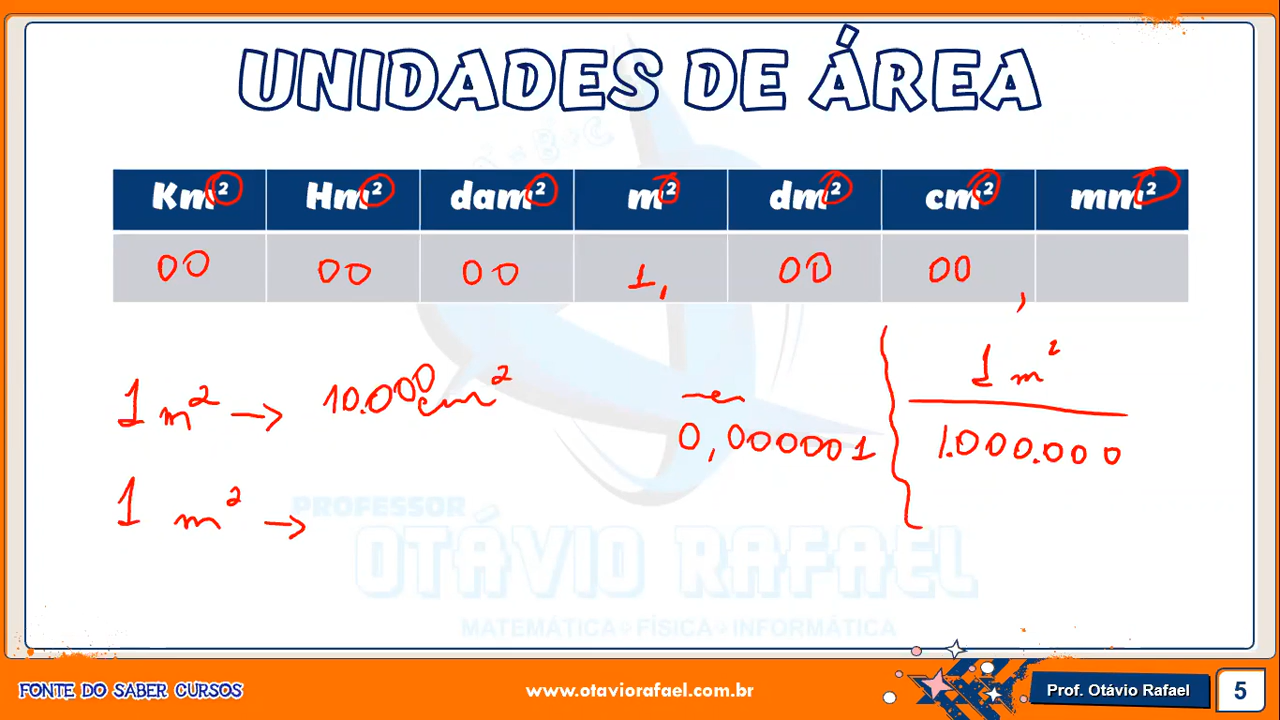 UNIDADES DE ÁREA
Km² Hm² dam² m² dm² cm² mm²
00 00 00 1, 00 00 ,
1 m² → 10.000 cm²
1 m²
0,000001
1.000.000
1 m² →
PROFESSOR
OTÁVIO RAFAEL
MATEMÁTICA FÍSICA INFORMÁTICA
FONTE DO SABER CURSOS
www.otaviorafael.com.br
Prof. Otávio Rafael
5